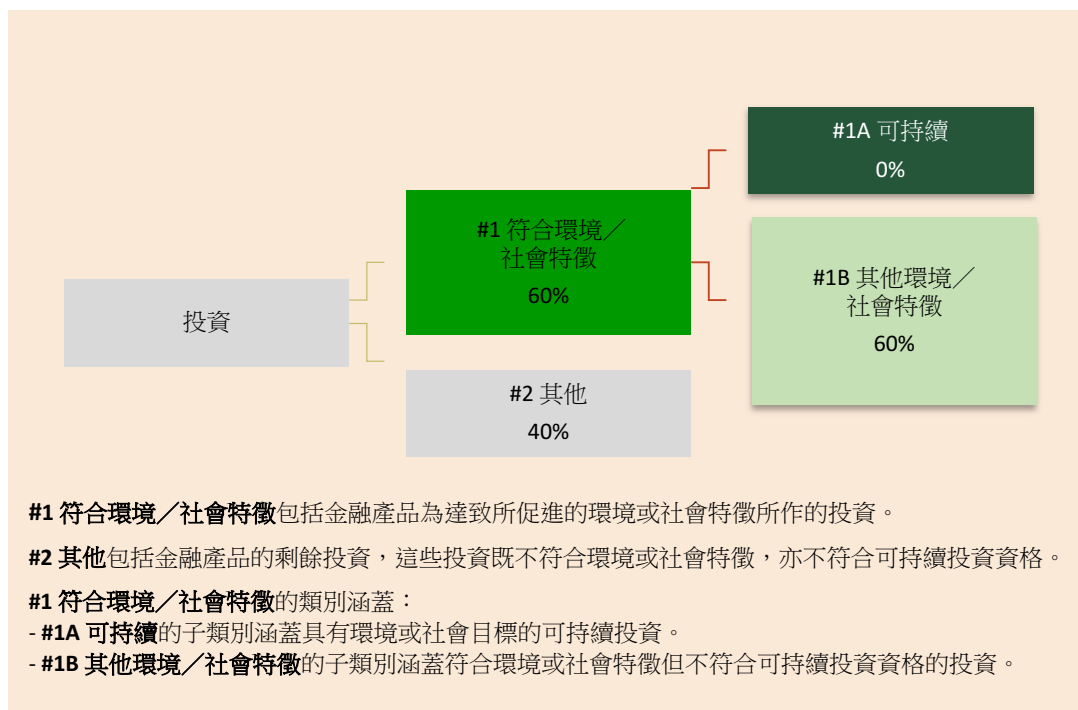 #1A 可持續
0%
#1 符合環境／
社會特徵
60%
#1B 其他環境／
社會特徵
60%
投資
#2 其他
40%
#1 符合環境／社會特徵包括金融產品為達致所促進的環境或社會特徵所作的投資。
#2 其他包括金融產品的剩餘投資，這些投資既不符合環境或社會特徵，亦不符合可持續投資資格。
#1 符合環境／社會特徵的類別涵蓋：
- #1A 可持續的子類別涵蓋具有環境或社會目標的可持續投資。
- #1B 其他環境／社會特徵的子類別涵蓋符合環境或社會特徵但不符合可持續投資資格的投資。